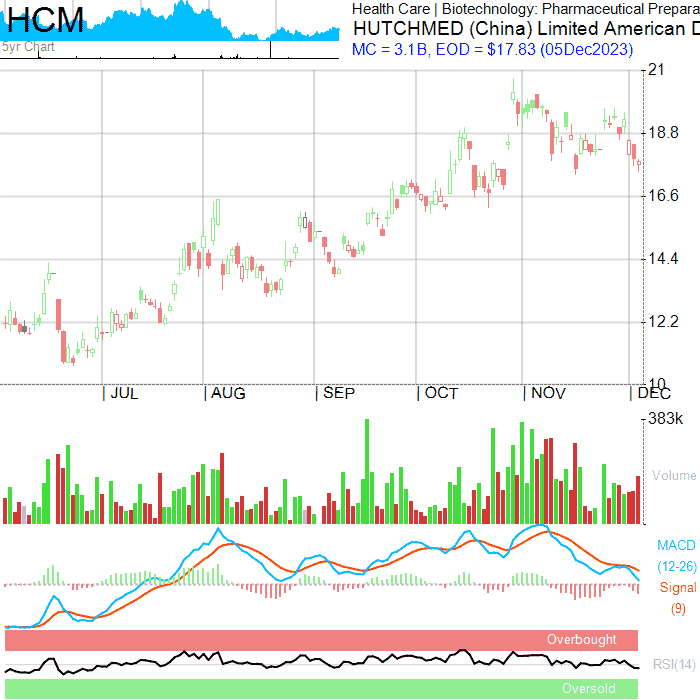 HCM
5yr Chart
Health Care | Biotechnology: Pharmaceutical Prepara
HUTCHMED (China) Limited American D
MC = 3.1B, EOD = $17.83 (05Dec2023)
21
18.8
16.6
14.4
12.2
10
| JUL | AUG | SEP | OCT | NOV | DEC
383k
Volume
MACD
(12-26)
Signal
(9)
Overbought
RSI(14)
Oversold